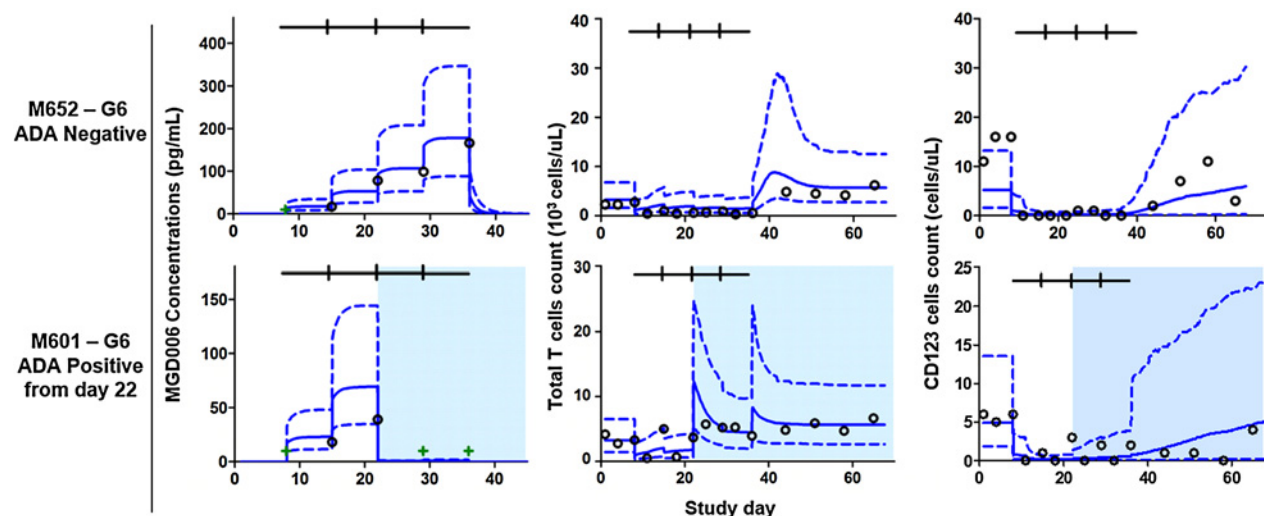 M652 – G6
ADA Negative
M601 – G6
ADA Positive
from day 22
MGD006 Concentrations (pg/mL)
400
300
200
100
0
0 10 20 30 40
150
100
50
0
0 10 20 30 40
Total T cells count (10³ cells/uL)
40
30
20
10
0
0 20 40 60
30
20
10
0
0 20 40 60
Study day
CD123 cells count (cells/uL)
40
30
20
10
0
0 20 40 60
25
20
15
10
5
0
0 20 40 60